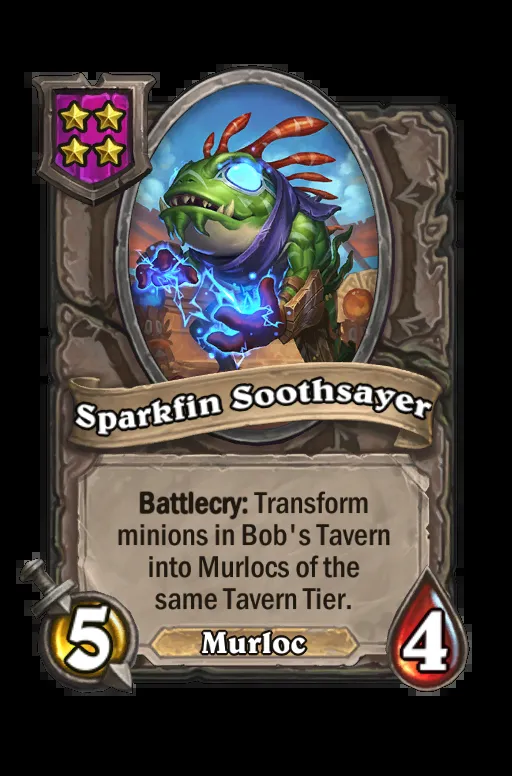 Sparkfin Soothsayer
Battlecry: Transform
minions in Bob's Tavern
into Murlocs of the
same Tavern Tier.
5
Murloc
4